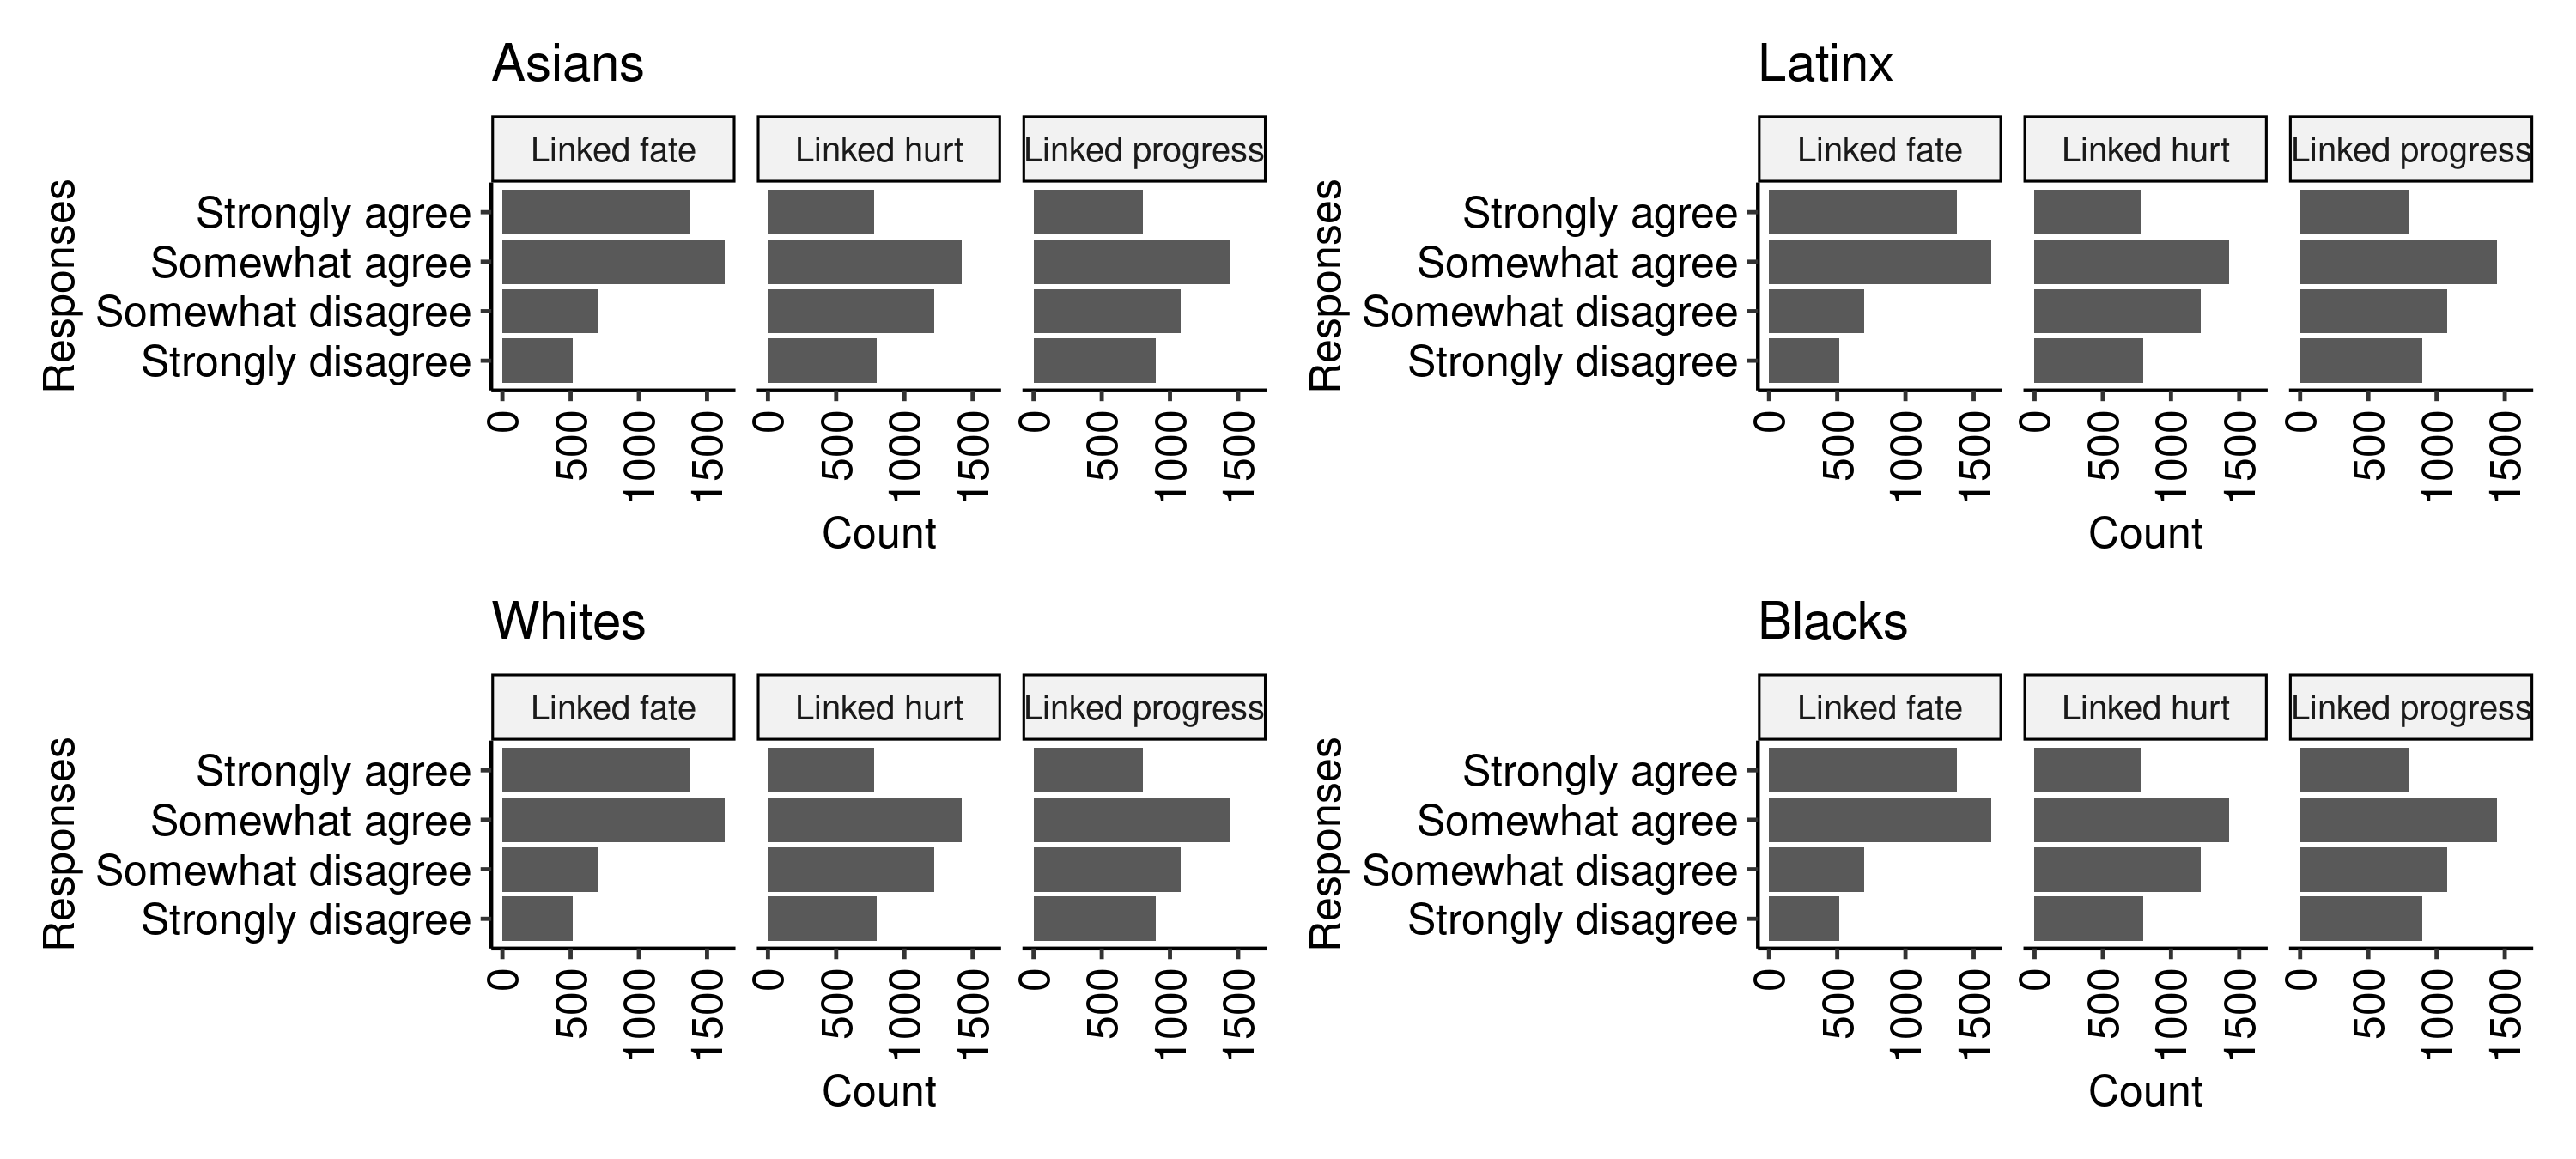 Asians
Linked fate Linked hurt Linked progress
Responses
Strongly agree
Somewhat agree
Somewhat disagree
Strongly disagree
0 500 1000 1500 0 500 1000 1500 0 500 1000 1500
Count
Latinx
Linked fate Linked hurt Linked progress
Responses
Strongly agree
Somewhat agree
Somewhat disagree
Strongly disagree
0 500 1000 1500 0 500 1000 1500 0 500 1000 1500
Count
Whites
Linked fate Linked hurt Linked progress
Responses
Strongly agree
Somewhat agree
Somewhat disagree
Strongly disagree
0 500 1000 1500 0 500 1000 1500 0 500 1000 1500
Count
Blacks
Linked fate Linked hurt Linked progress
Responses
Strongly agree
Somewhat agree
Somewhat disagree
Strongly disagree
0 500 1000 1500 0 500 1000 1500 0 500 1000 1500
Count